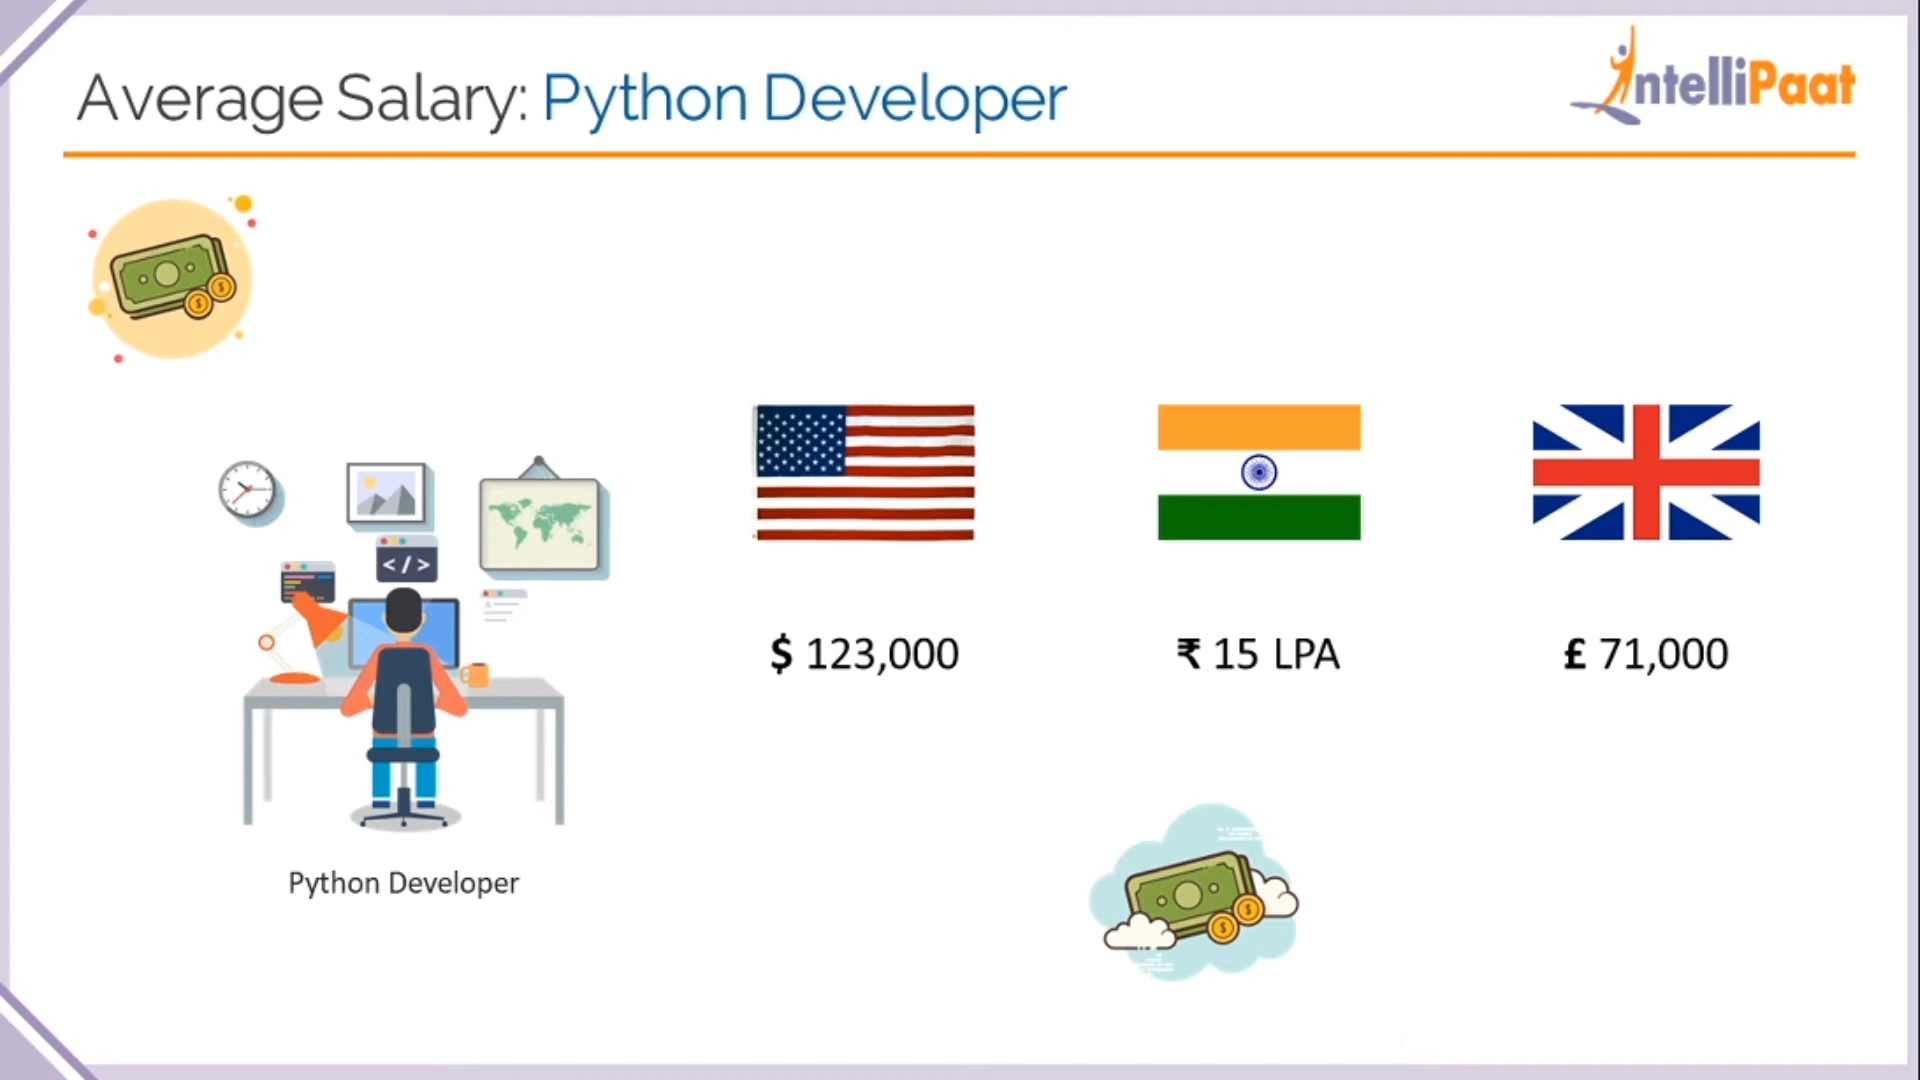 Average Salary: Python Developer
IntelliPaat
</>
$ 123,000
₹ 15 LPA
£ 71,000
Python Developer